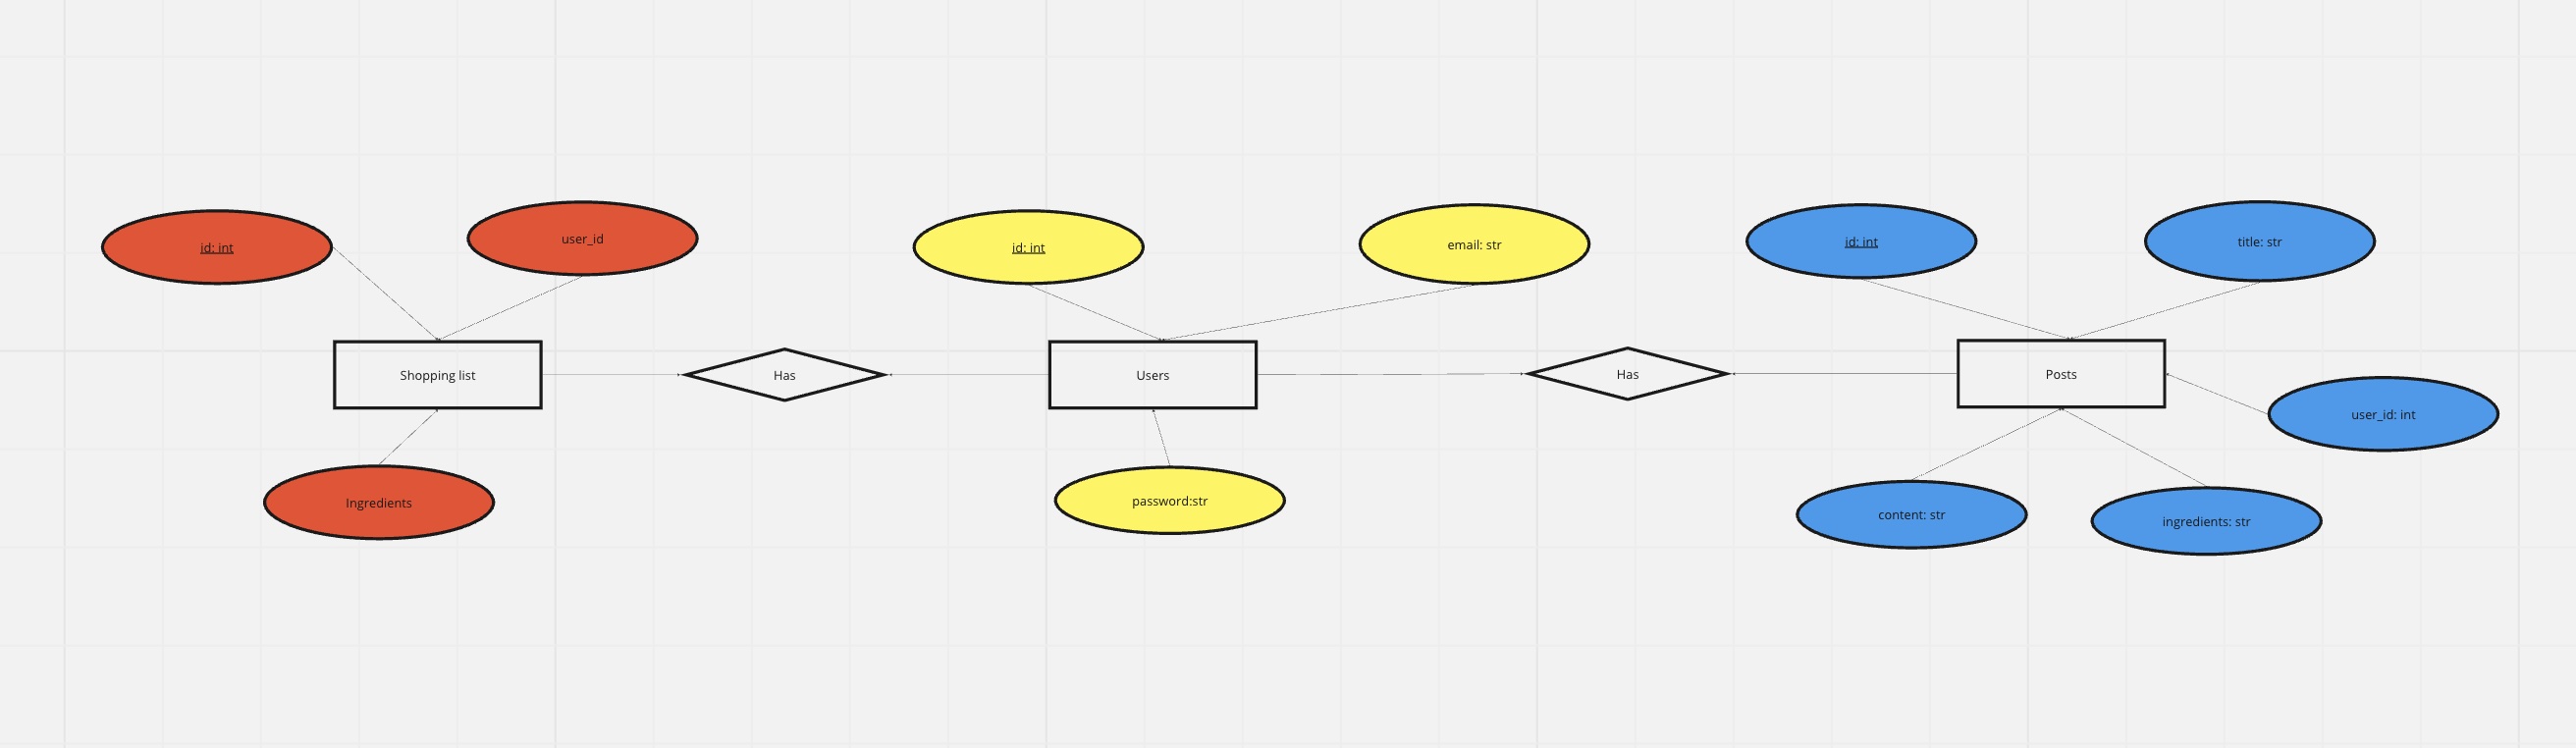 id: int
user_id
id: int
email: str
id: int
title: str
Shopping list
Has
Users
Has
Posts
user_id: int
Ingredients
password:str
content: str
ingredients: str